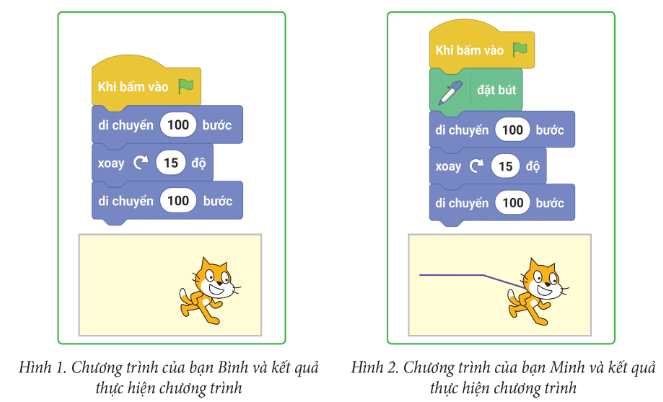 Khi bấm vào
di chuyển 100 bước
xoay 15 độ
di chuyển 100 bước
Hình 1. Chương trình của bạn Bình và kết quả
thực hiện chương trình
Khi bấm vào
đặt bút
di chuyển 100 bước
xoay 15 độ
di chuyển 100 bước
Hình 2. Chương trình của bạn Minh và kết quả
thực hiện chương trình